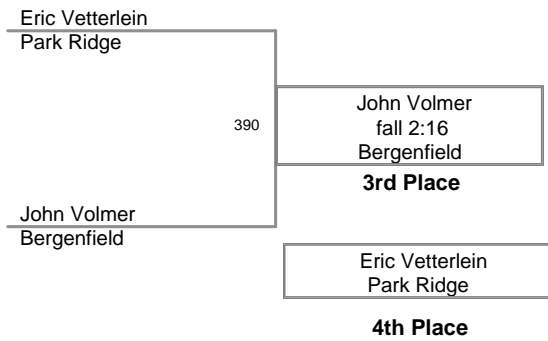 Eric Vetterlein
Park Ridge
390
John Volmer
fall 2:16
Bergenfield
3rd Place
John Volmer
Bergenfield
Eric Vetterlein
Park Ridge
4th Place